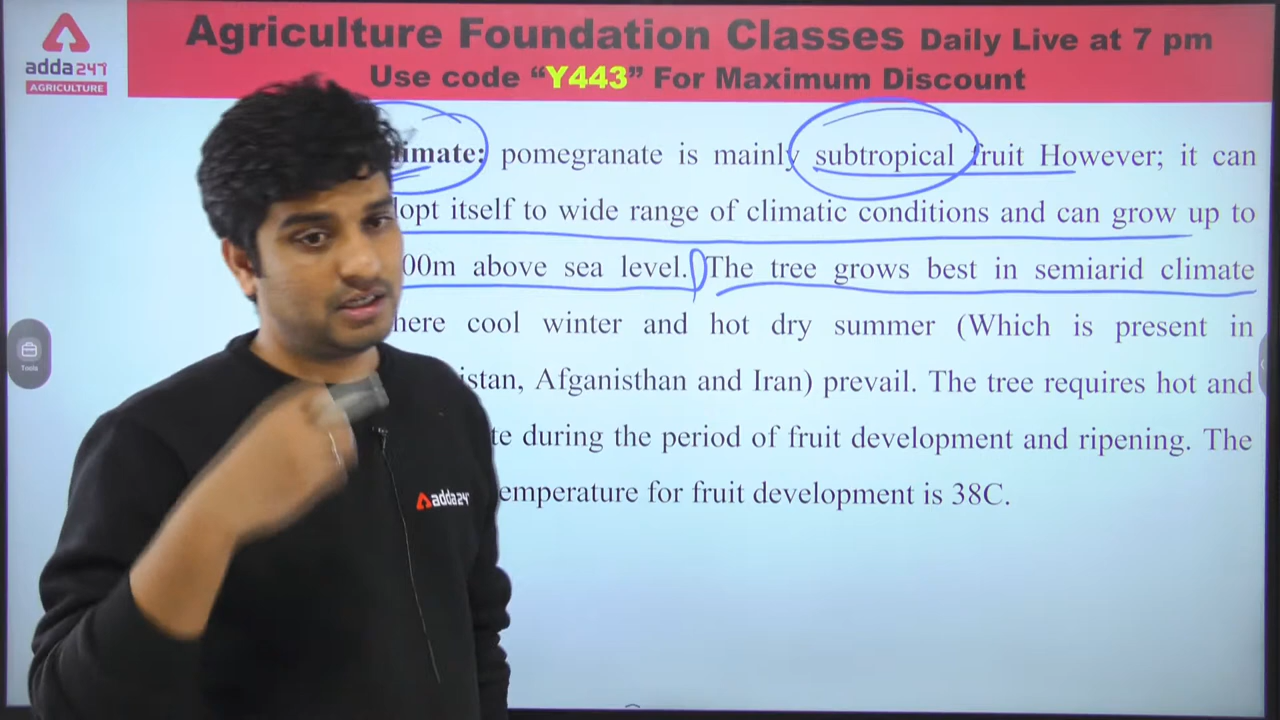 Agriculture Foundation Classes Daily Live at 7 pm
Use code “Y443” For Maximum Discount
adda247
AGRICULTURE
imate: pomegranate is mainly subtropical fruit However; it can
lopt itself to wide range of climatic conditions and can grow up to
00m above sea level. The tree grows best in semiarid climate
here cool winter and hot dry summer (Which is present in
istan, Afganisthan and Iran) prevail. The tree requires hot and
te during the period of fruit development and ripening. The
emperature for fruit development is 38C.
Tools
adda247